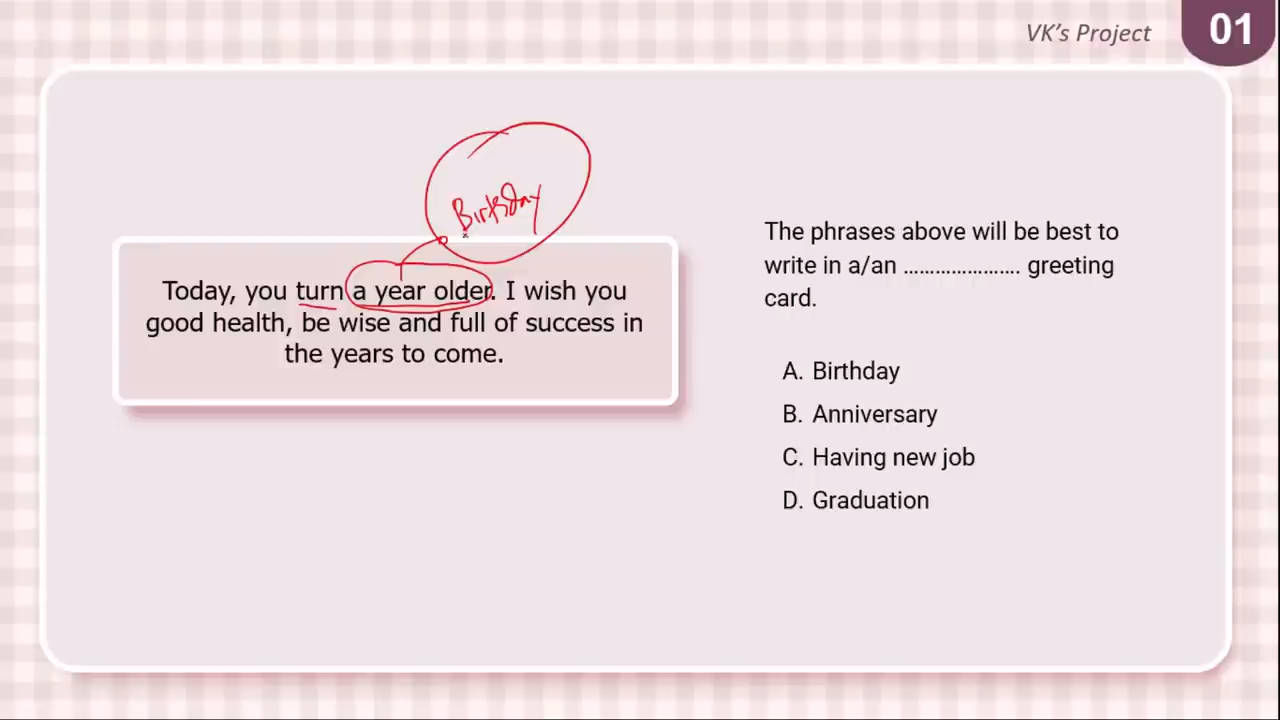 VK's Project
01
Birthday
Today, you turn a year older. I wish you
good health, be wise and full of success in
the years to come.
The phrases above will be best to
write in a/an ..................... greeting
card.
A. Birthday
B. Anniversary
C. Having new job
D. Graduation